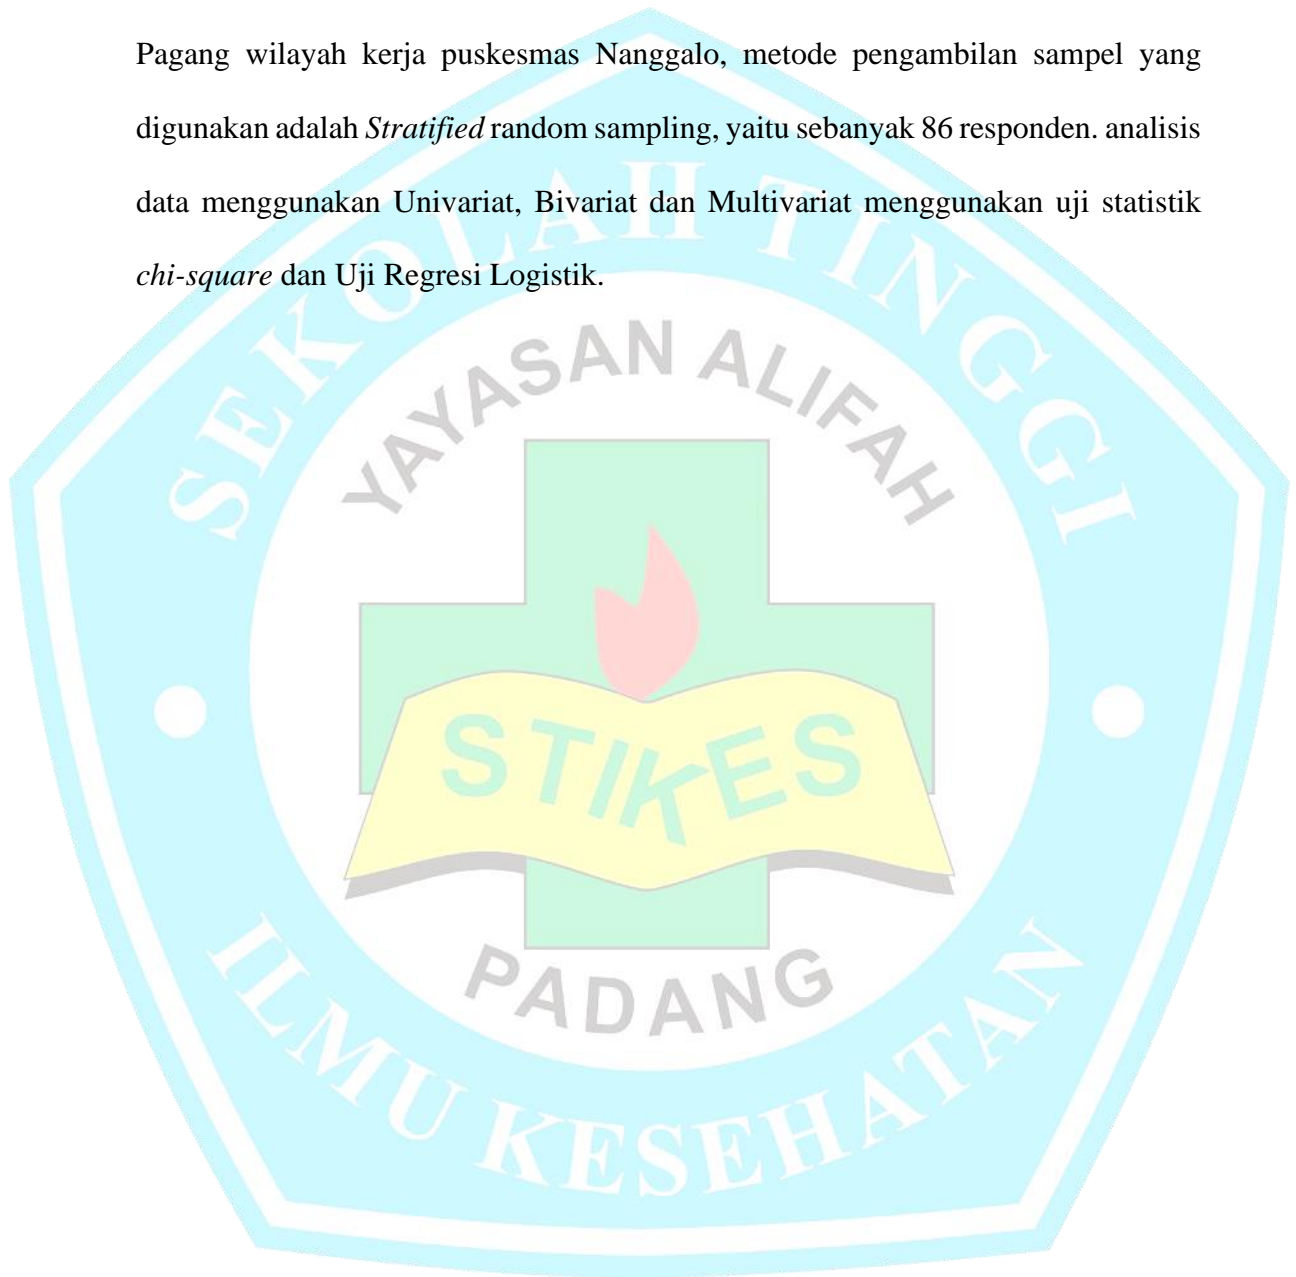 Pagang wilayah kerja puskesmas Nanggalo, metode pengambilan sampel yang
digunakan adalah Stratified random sampling, yaitu sebanyak 86 responden. analisis
data menggunakan Univariat, Bivariat dan Multivariat menggunakan uji statistik
chi-square dan Uji Regresi Logistik.
SEKOLAH TINGGI
YAYASAN ALIFAH
STIKES
PADANG
ILMU KESEHATAN